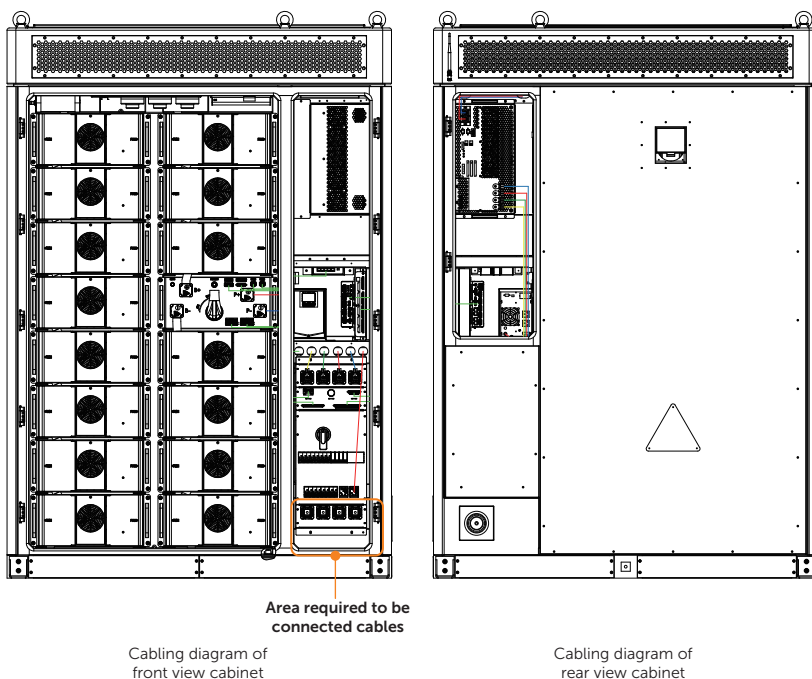 Area required to be
connected cables
Cabling diagram of
front view cabinet
Cabling diagram of
rear view cabinet